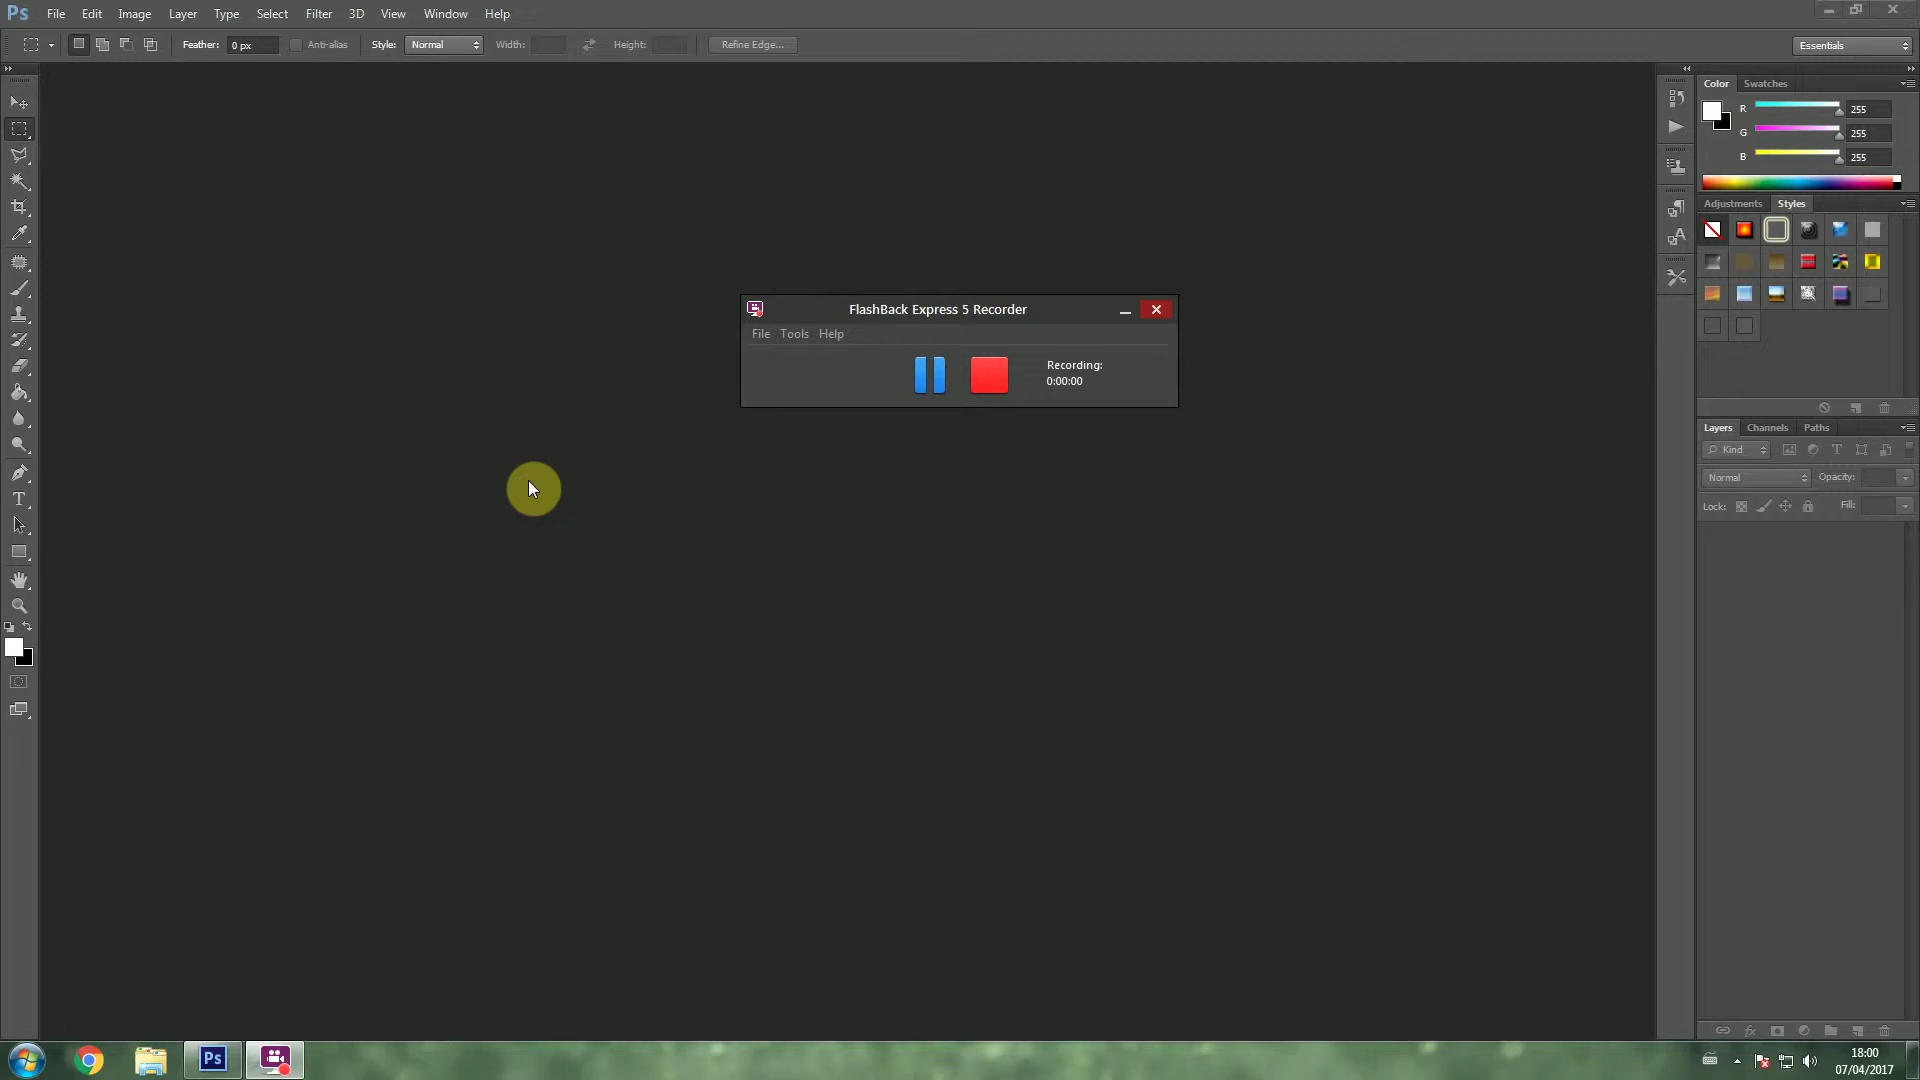 Ps File Edit Image Layer Type Select Filter 3D View Window Help
Feather: 0 px Anti-alias Style: Normal Width: Height: Refine Edge... Essentials
Color Swatches
R 255
G 255
B 255
Adjustments Styles
FlashBack Express 5 Recorder
File Tools Help
Recording:
0:00:00
Layers Channels Paths
Kind
Normal Opacity:
Lock: Fill:
Ps
18:00
07/04/2017